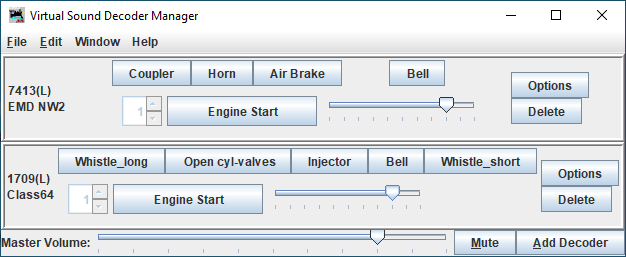 Virtual Sound Decoder Manager
File Edit Window Help
7413(L)
EMD NW2
Coupler Horn Air Brake Bell
1 Engine Start
Options
Delete
1709(L)
Class64
Whistle_long Open cyl-valves Injector Bell Whistle_short
1 Engine Start
Options
Delete
Master Volume: Mute Add Decoder